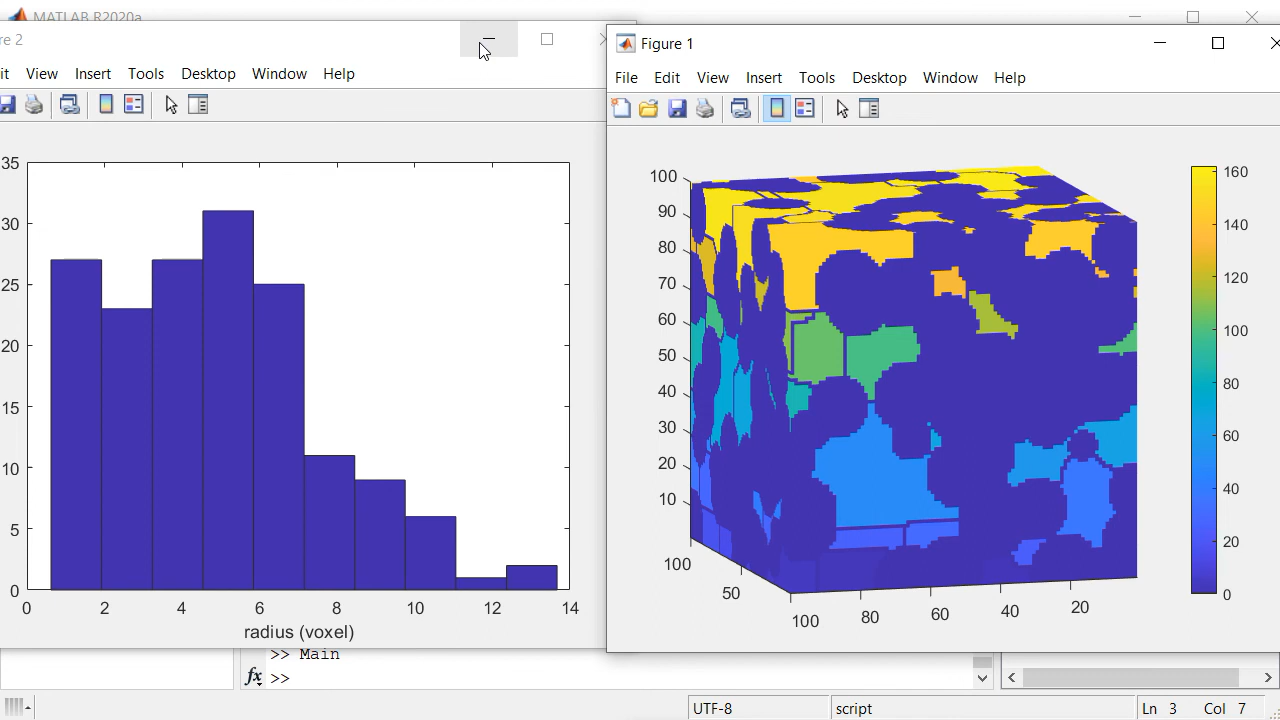 MATLAB R2020a
re 2
it View Insert Tools Desktop Window Help
35
30
25
20
15
10
5
0
0 2 4 6 8 10 12 14
radius (voxel)
Figure 1
File Edit View Insert Tools Desktop Window Help
100
90
80
70
60
50
40
30
20
10
100
50
100 80 60 40 20
160
140
120
100
80
60
40
20
0
>> Main
fx >>
UTF-8 script Ln 3 Col 7